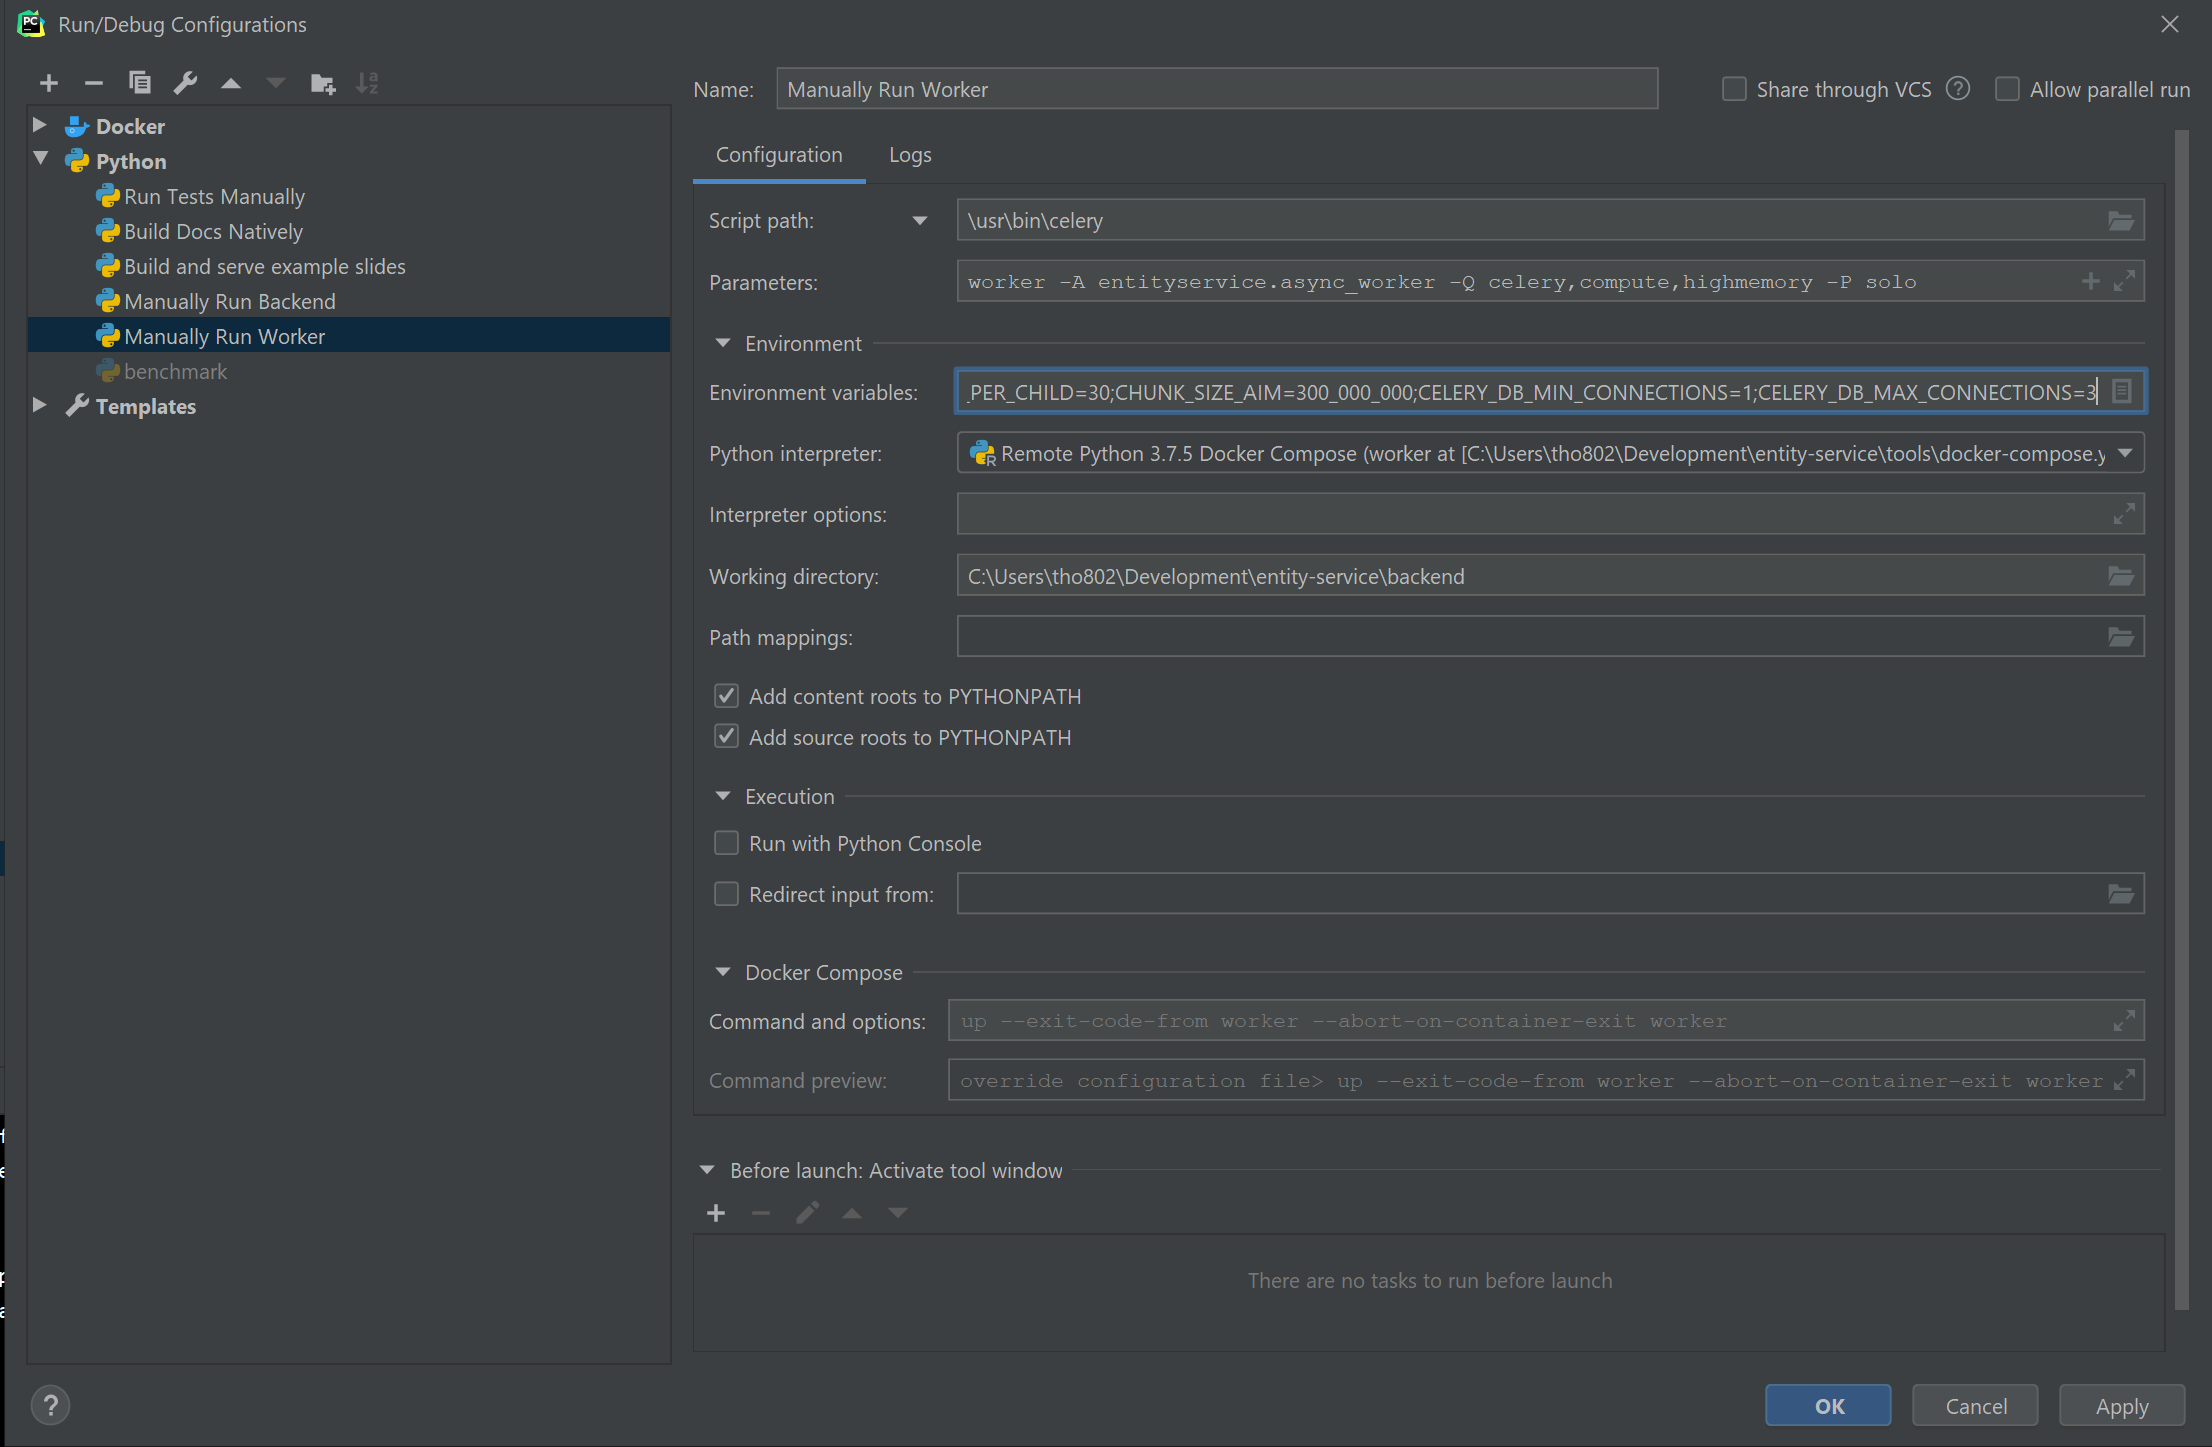 PC
Run/Debug Configurations
Docker
Python
Run Tests Manually
Build Docs Natively
Build and serve example slides
Manually Run Backend
Manually Run Worker
benchmark
Templates
Name: Manually Run Worker
Share through VCS ? Allow parallel run
Configuration Logs
Script path: \usr\bin\celery
Parameters: worker -A entityservice.async_worker -Q celery,compute,highmemory -P solo
Environment
Environment variables: _PER_CHILD=30;CHUNK_SIZE_AIM=300_000_000;CELERY_DB_MIN_CONNECTIONS=1;CELERY_DB_MAX_CONNECTIONS=3
Python interpreter: Remote Python 3.7.5 Docker Compose (worker at [C:\Users\tho802\Development\entity-service\tools\docker-compose.y
Interpreter options:
Working directory: C:\Users\tho802\Development\entity-service\backend
Path mappings:
Add content roots to PYTHONPATH
Add source roots to PYTHONPATH
Execution
Run with Python Console
Redirect input from:
Docker Compose
Command and options: up --exit-code-from worker --abort-on-container-exit worker
Command preview: override configuration file> up --exit-code-from worker --abort-on-container-exit worker
Before launch: Activate tool window
There are no tasks to run before launch
? OK Cancel Apply